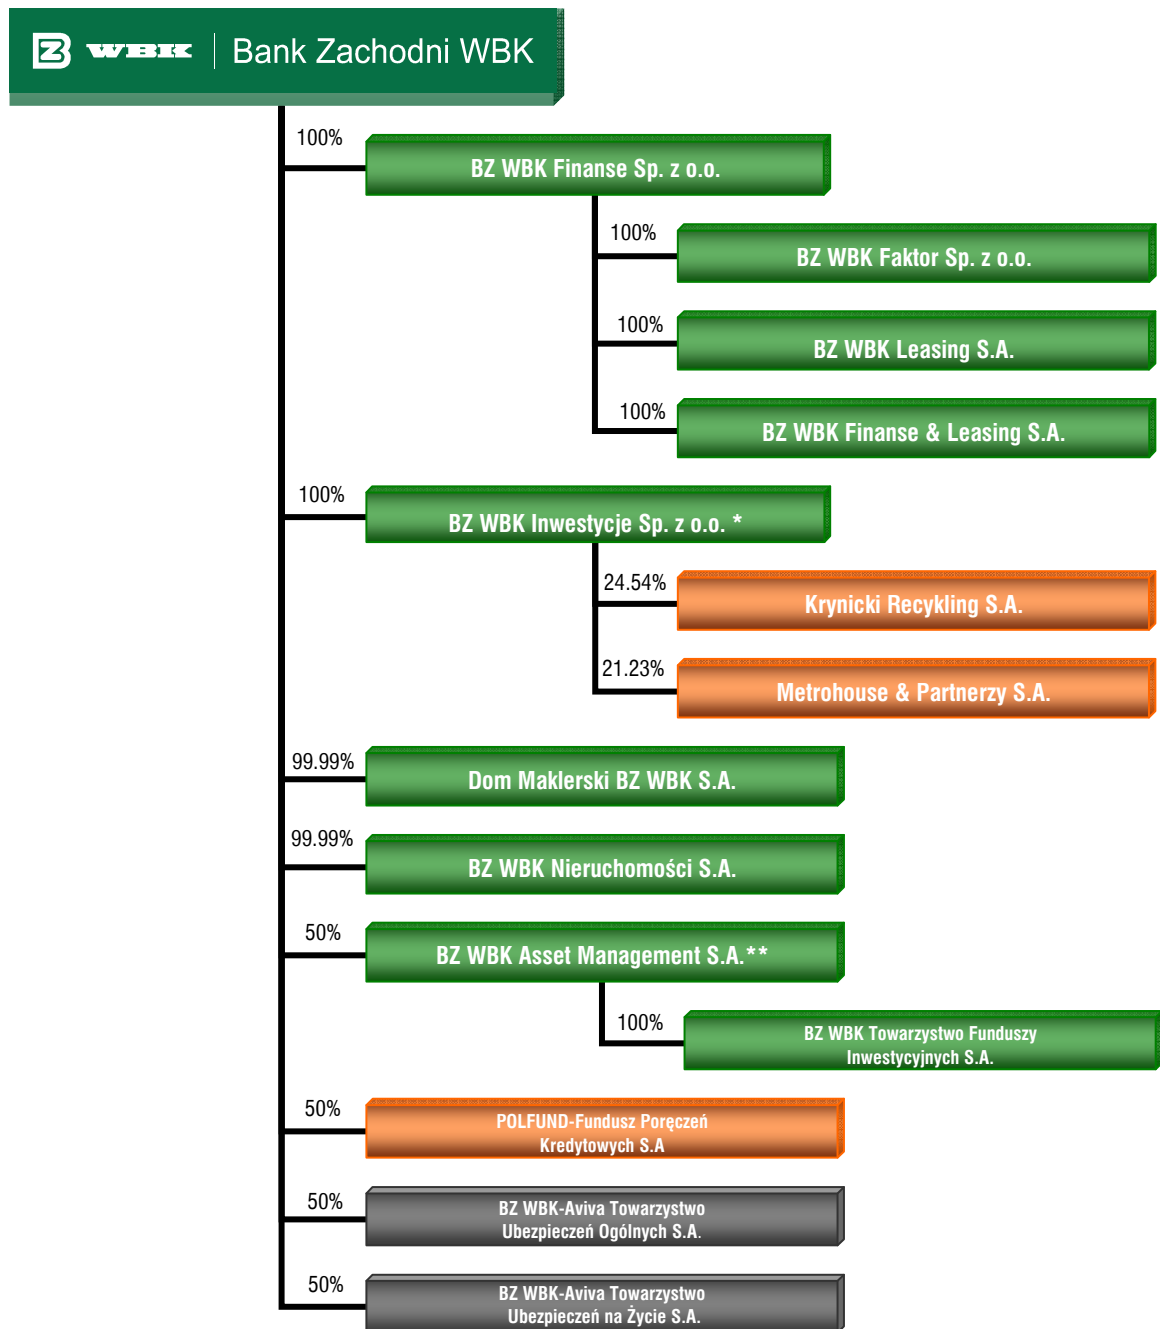 BZ WBK | Bank Zachodni WBK
100%
BZ WBK Finanse Sp. z o.o.
100%
BZ WBK Faktor Sp. z o.o.
100%
BZ WBK Leasing S.A.
100%
BZ WBK Finanse & Leasing S.A.
100%
BZ WBK Inwestycje Sp. z o.o. *
24.54%
Krynicki Recykling S.A.
21.23%
Metrohouse & Partnerzy S.A.
99.99%
Dom Maklerski BZ WBK S.A.
99.99%
BZ WBK Nieruchomości S.A.
50%
BZ WBK Asset Management S.A.**
100%
BZ WBK Towarzystwo Funduszy
Inwestycyjnych S.A.
50%
POLFUND-Fundusz Poręczeń
Kredytowych S.A
50%
BZ WBK-Aviva Towarzystwo
Ubezpieczeń Ogólnych S.A.
50%
BZ WBK-Aviva Towarzystwo
Ubezpieczeń na Życie S.A.